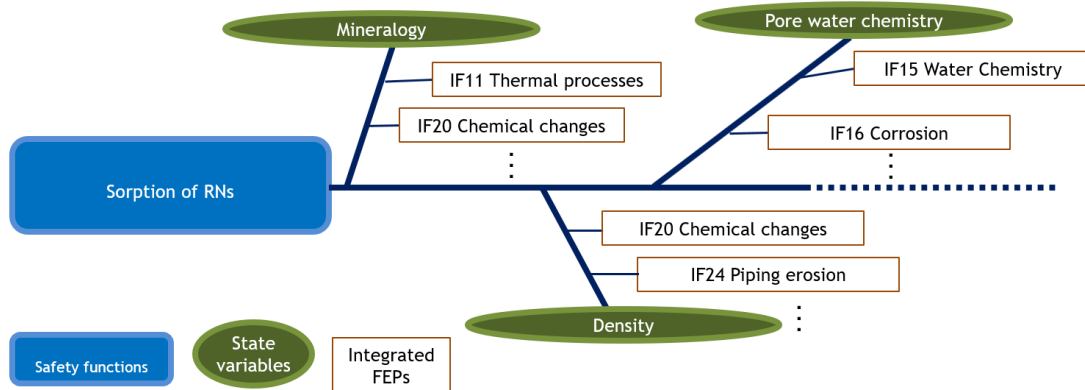 Mineralogy
Pore water chemistry
IF11 Thermal processes
IF15 Water Chemistry
IF20 Chemical changes
IF16 Corrosion
Sorption of RNs
IF20 Chemical changes
IF24 Piping erosion
Density
Safety functions
State
variables
Integrated
FEPs